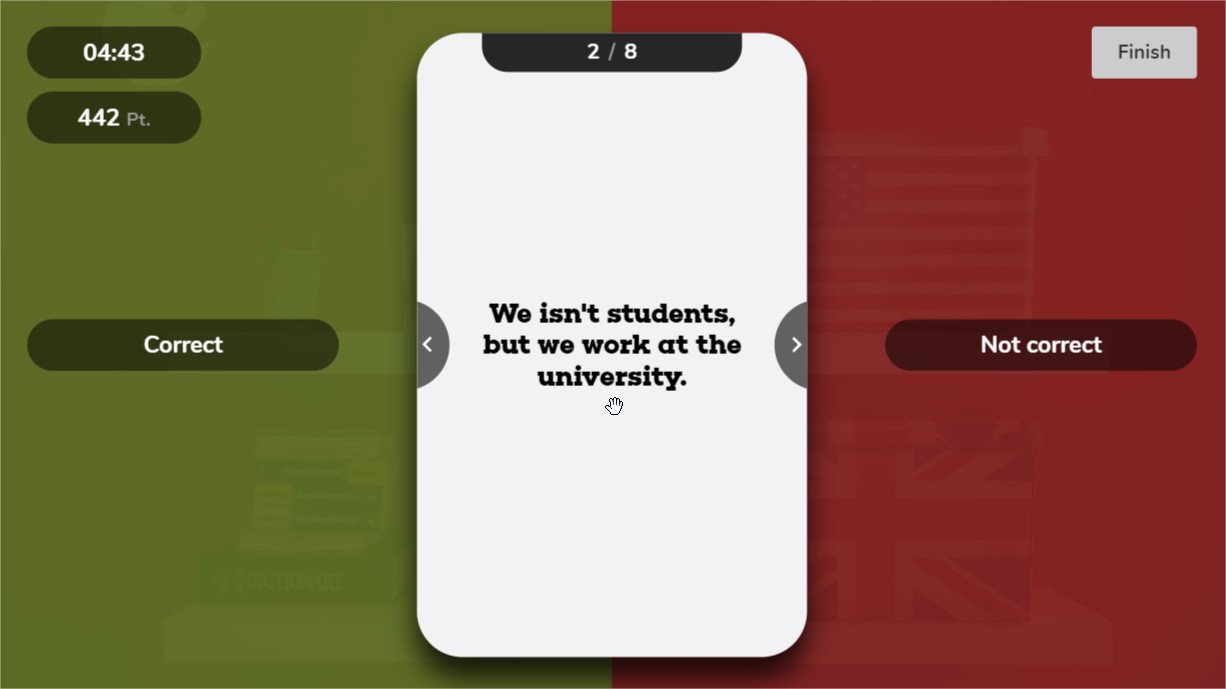 04:43
442 Pt.
2 / 8
Finish
We isn't students,
but we work at the
university.
Correct
Not correct
DICTIONARY